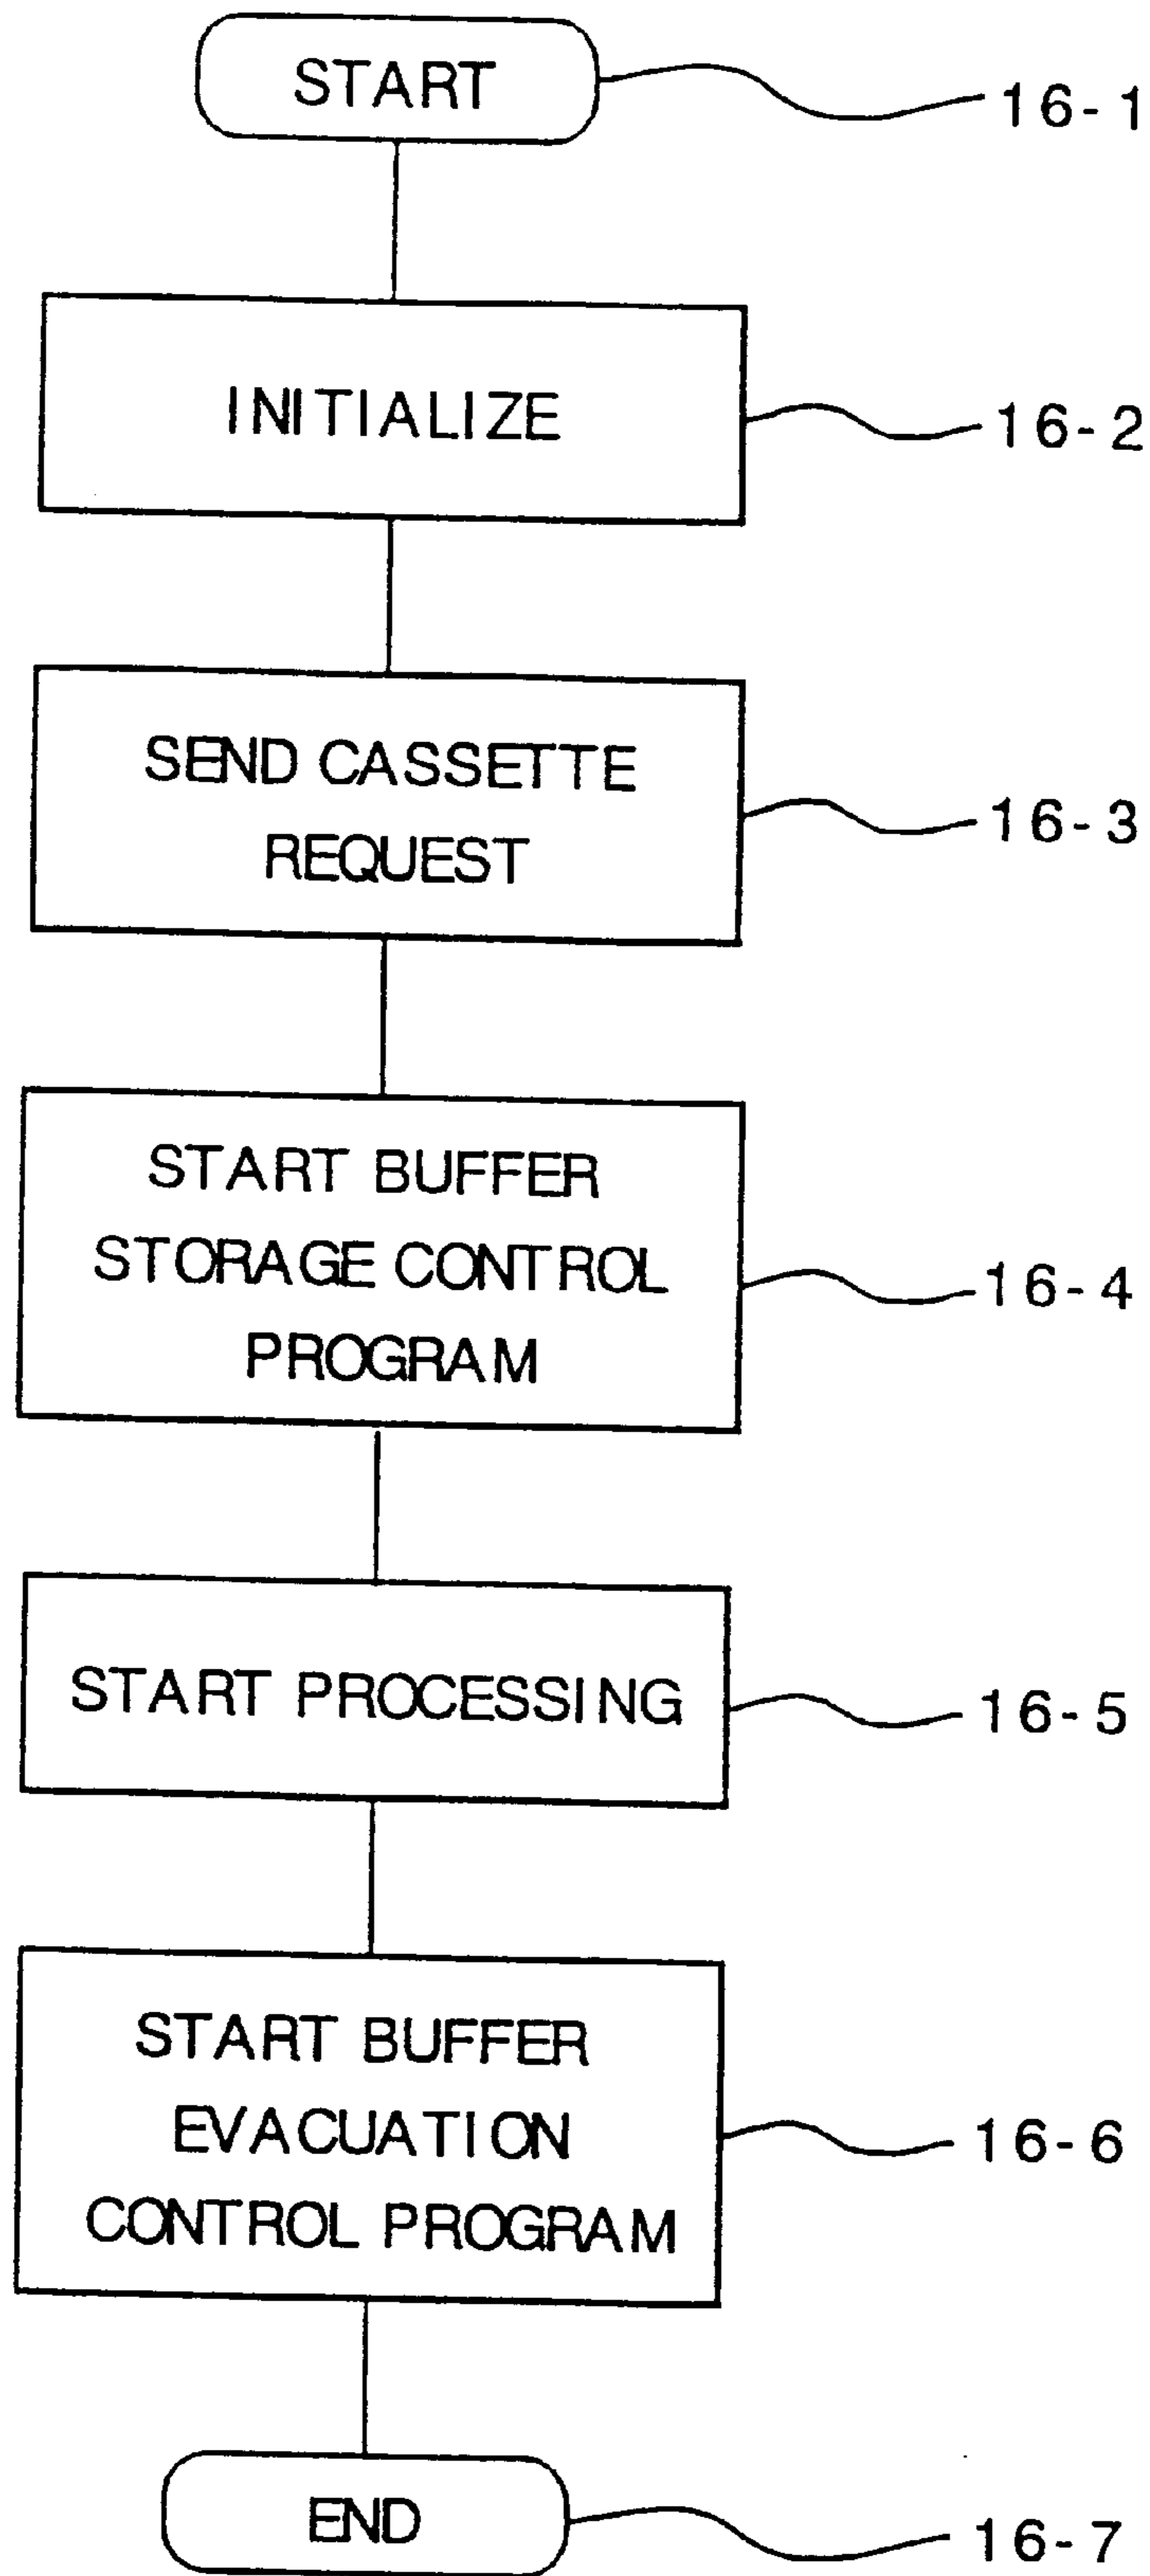 START
16-1
INITIALIZE
16-2
SEND CASSETTE
REQUEST
16-3
START BUFFER
STORAGE CONTROL
PROGRAM
16-4
START PROCESSING
16-5
START BUFFER
EVACUATION
CONTROL PROGRAM
16-6
END
16-7